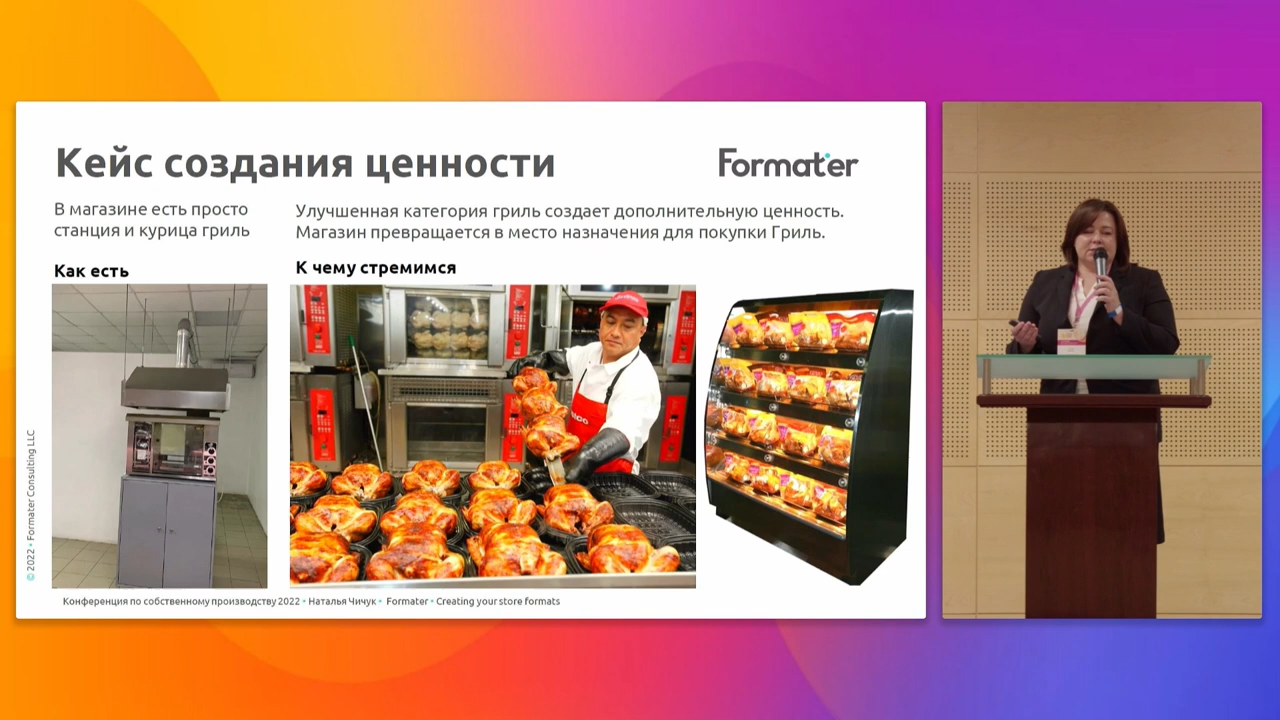 Кейс создания ценности
Formater
В магазине есть просто
станция и курица гриль
Улучшенная категория гриль создает дополнительную ценность.
Магазин превращается в место назначения для покупки Гриль.
Как есть
К чему стремимся
© 2022 • Formater Consulting LLC
Конференция по собственному производству 2022 • Наталья Чичук • Formater • Creating your store formats